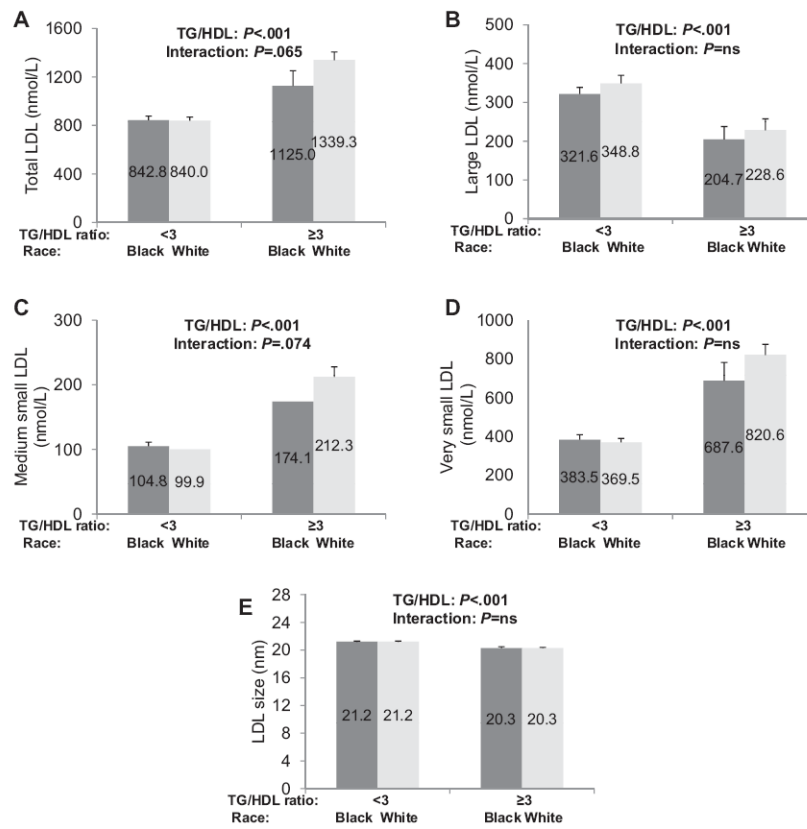 A
TG/HDL: P<.001
Interaction: P=.065
Total LDL (nmol/L)
1600
1200
800
400
0
842.8
840.0
1125.0
1339.3
TG/HDL ratio: <3 ≥3
Race: Black White Black White
B
TG/HDL: P<.001
Interaction: P=ns
Large LDL (nmol/L)
500
400
300
200
100
0
321.6
348.8
204.7
228.6
TG/HDL ratio: <3 ≥3
Race: Black White Black White
C
TG/HDL: P<.001
Interaction: P=.074
Medium small LDL
(nmol/L)
300
200
100
0
104.8
99.9
174.1
212.3
TG/HDL ratio: <3 ≥3
Race: Black White Black White
D
TG/HDL: P<.001
Interaction: P=ns
Very small LDL
(nmol/L)
1000
800
600
400
200
0
383.5
369.5
687.6
820.6
TG/HDL ratio: <3 ≥3
Race: Black White Black White
E
TG/HDL: P<.001
Interaction: P=ns
LDL size (nm)
28
24
20
16
12
8
4
0
21.2
21.2
20.3
20.3
TG/HDL ratio: <3 ≥3
Race: Black White Black White